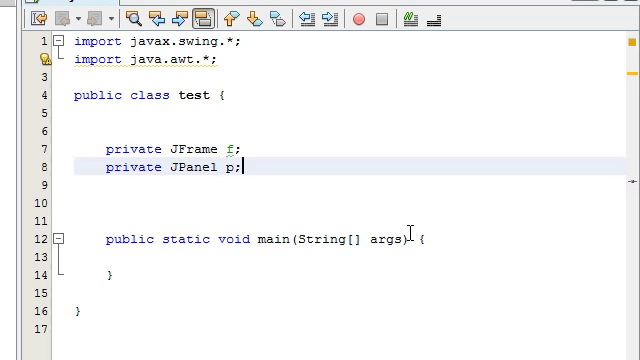 1 import javax.swing.*;
import java.awt.*;
3
4 public class test {
5
6
7 private JFrame f;
8 private JPanel p;
9
10
11
12 public static void main(String[] args) {
13
14 }
15
16 }
17